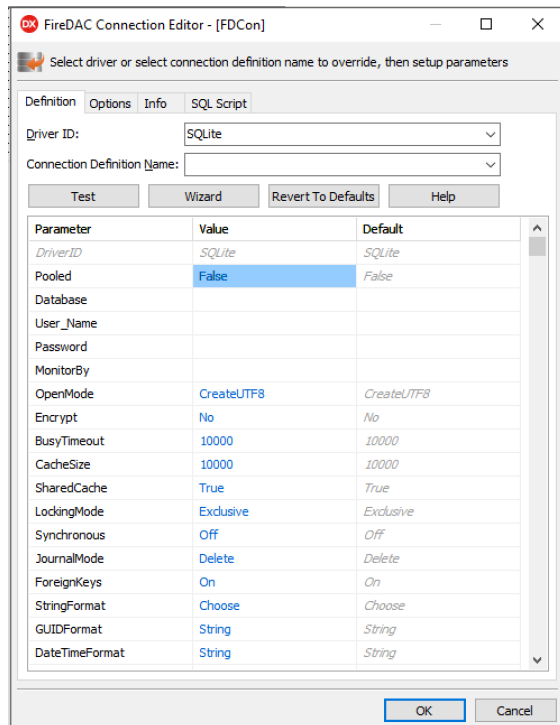 DX FireDAC Connection Editor - [FDCon]
Select driver or select connection definition name to override, then setup parameters
Definition Options Info SQL Script
Driver ID: SQLite
Connection Definition Name:
Test Wizard Revert To Defaults Help
Parameter Value Default
DriverID SQLite SQLite
Pooled False False
Database
User_Name
Password
MonitorBy
OpenMode CreateUTF8 CreateUTF8
Encrypt No No
BusyTimeout 10000 10000
CacheSize 10000 10000
SharedCache True True
LockingMode Exclusive Exclusive
Synchronous Off Off
JournalMode Delete Delete
ForeignKeys On On
StringFormat Choose Choose
GUIDFormat String String
DateTimeFormat String String
OK Cancel